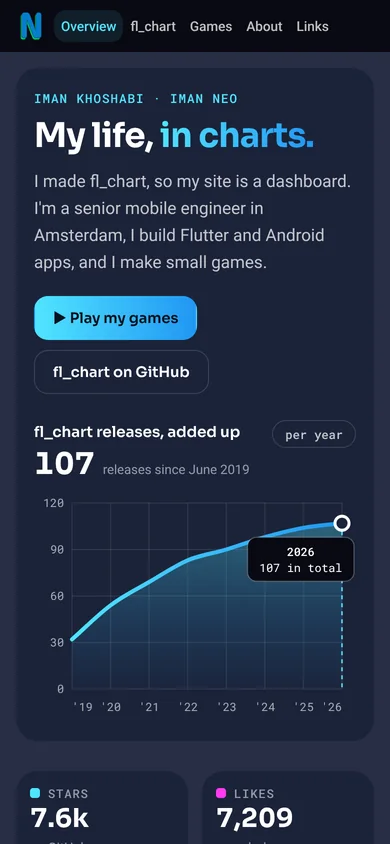 N
Overview fl_chart Games About Links
IMAN KHOSHABI · IMAN NEO
My life, in charts.
I made fl_chart, so my site is a dashboard.
I'm a senior mobile engineer in
Amsterdam, I build Flutter and Android
apps, and I make small games.
▶ Play my games
fl_chart on GitHub
fl_chart releases, added up
per year
107 releases since June 2019
120
90
60
30
0
2026
107 in total
'19 '20 '21 '22 '23 '24 '25 '26
STARS
7.6k
LIKES
7,209